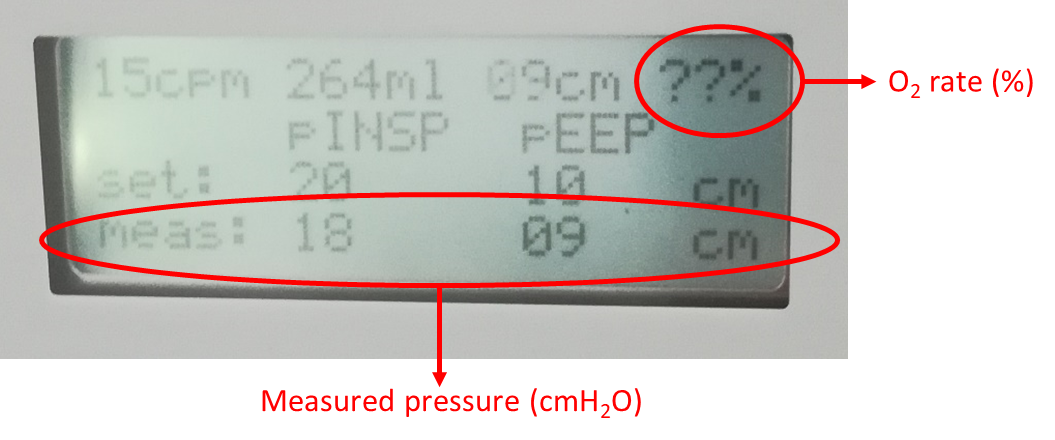 15cpm 264ml 09cm ??%
pINSP pEEP
set: 20 10 cm
meas: 18 09 cm
O₂ rate (%)
Measured pressure (cmH₂O)